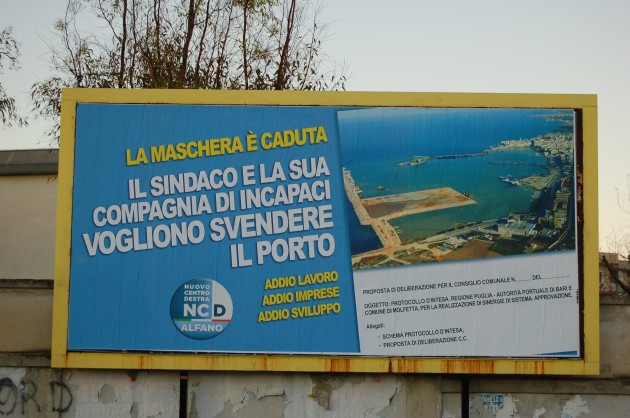 LA MASCHERA È CADUTA
IL SINDACO E LA SUA
COMPAGNIA DI INCAPACI
VOGLIONO SVENDERE
IL PORTO
ADDIO LAVORO
ADDIO IMPRESE
ADDIO SVILUPPO
NUOVO
CENTRO
DESTRA
NCD
ALFANO
PROPOSTA DI DELIBERAZIONE PER IL CONSIGLIO COMUNALE N. ______ DEL ______
OGGETTO: PROTOCOLLO D'INTESA, REGIONE PUGLIA - AUTORITÀ PORTUALE DI BARI E
COMUNE DI MOLFETTA, PER LA REALIZZAZIONE DI SINERGIE DI SISTEMA. APPROVAZIONE.
Allegati:
- SCHEMA PROTOCOLLO D'INTESA;
- PROPOSTA DI DELIBERAZIONE C.C.
ORD